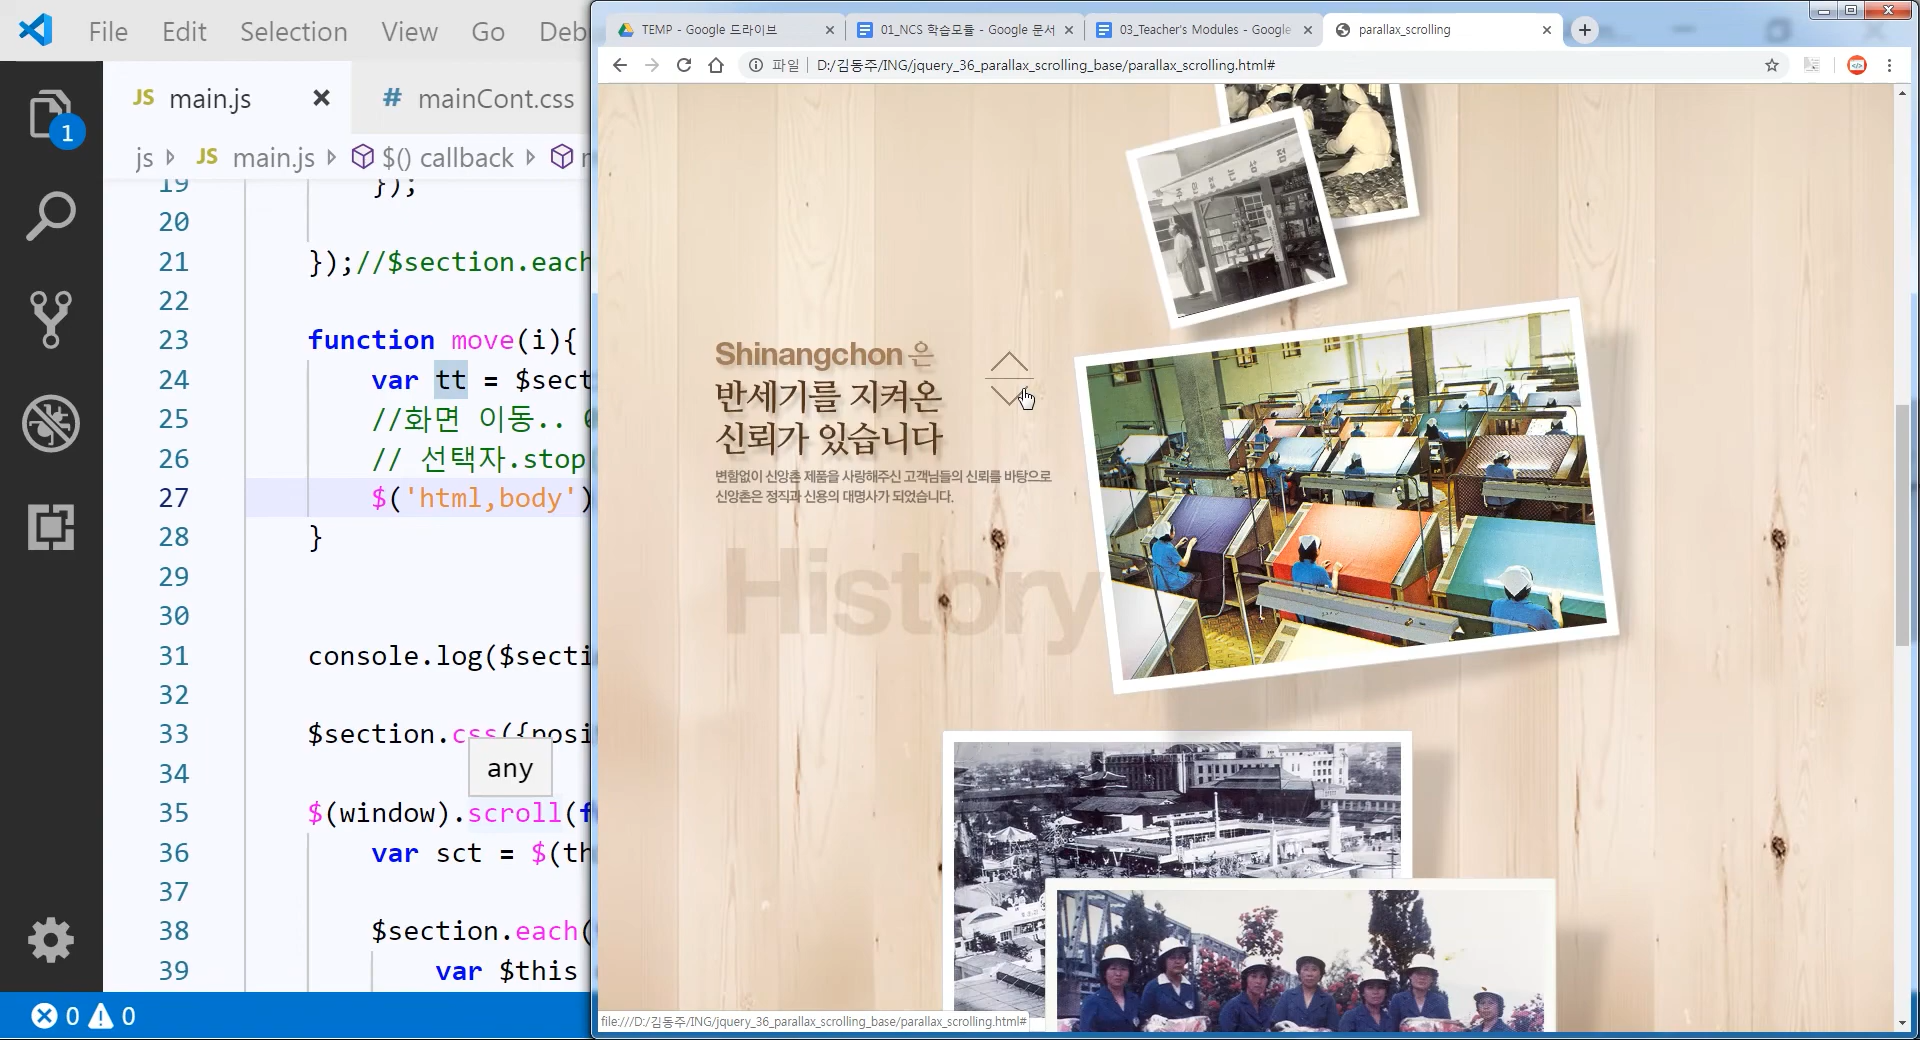 File Edit Selection View Go Deb
JS main.js × # mainCont.css
1
js JS main.js $() callback
19 });
20
21 });//$section.each
22
23 function move(i){
24 var tt = $sect
25 //화면 이동..
26 // 선택자.stop
27 $('html,body')
28 }
29
30
31 console.log($secti
32
33 $section.css({posi
34
any
35 $(window).scroll(f
36 var sct = $(th
37
38 $section.each(
39 var $this
0 0
TEMP - Google 드라이브
01_NCS 학습모듈 - Google 문서
03_Teacher's Modules - Google
parallax_scrolling
파일 D:/김동주/ING/jquery_36_parallax_scrolling_base/parallax_scrolling.html#
Shinangchon 은
반세기를 지켜온
신뢰가 있습니다
변함없이 신앙촌 제품을 사랑해주신 고객님들의 신뢰를 바탕으로
신앙촌은 정직과 신용의 대명사가 되었습니다.
History
file:///D:/김동주/ING/jquery_36_parallax_scrolling_base/parallax_scrolling.html#